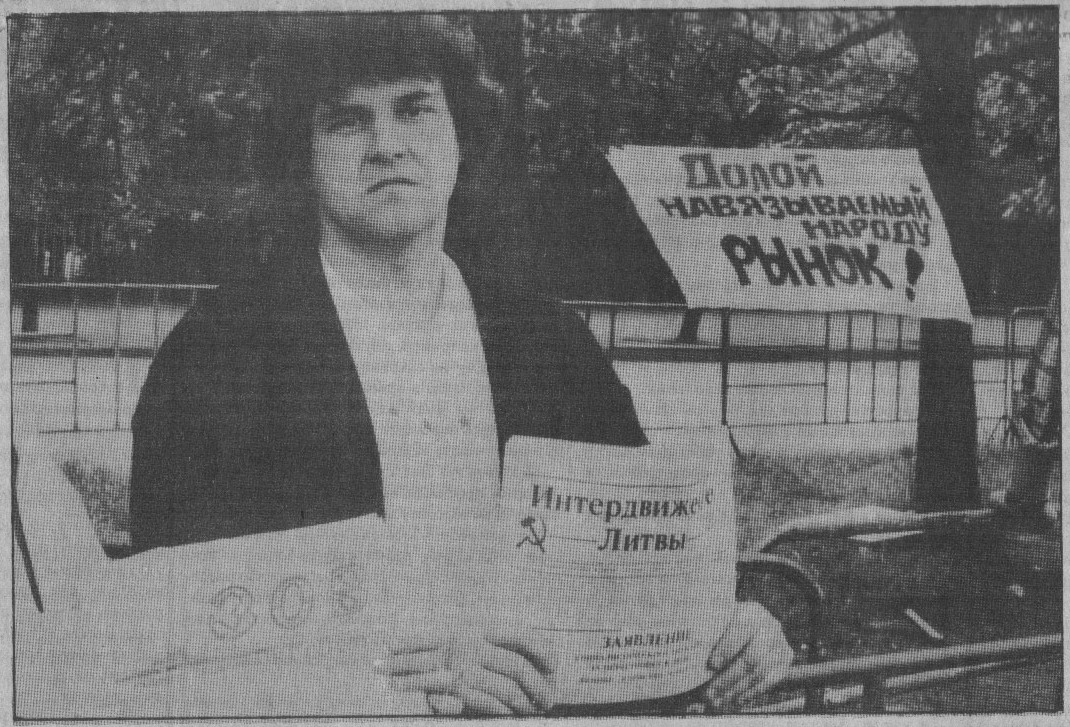 Долой
навязываемый
народу
рынок!
Интердвиже
Литвы
ЗАЯВЛЕНИЕ